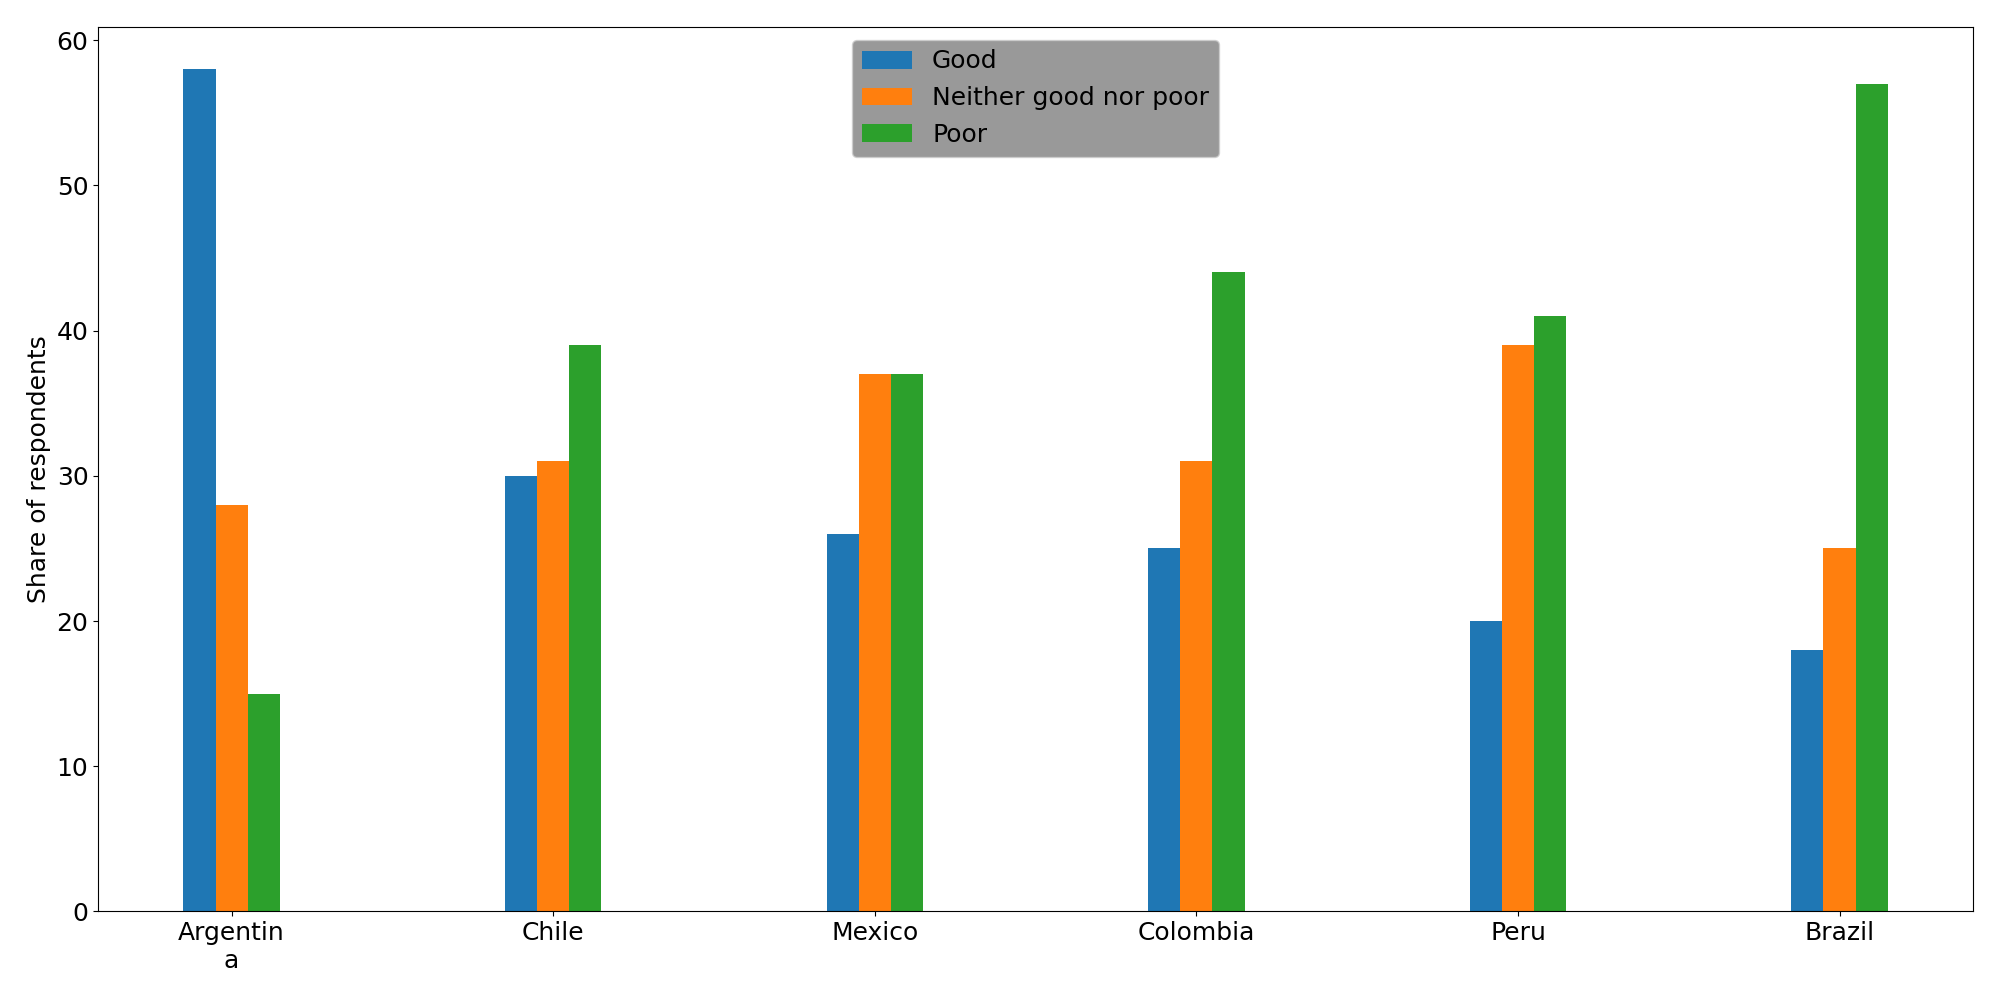 60
50
40
30
20
10
0
Share of respondents
Good
Neither good nor poor
Poor
Argentin
a
Chile
Mexico
Colombia
Peru
Brazil